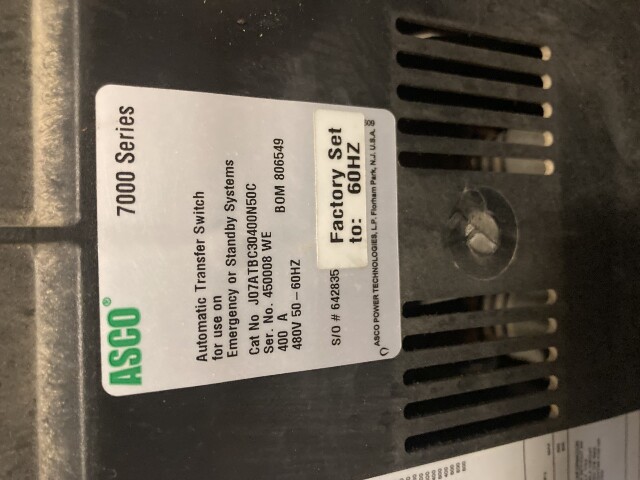 ASCO®
7000 Series
Automatic Transfer Switch
for use on
Emergency or Standby Systems
Cat No J07ATBC30400N50C
Ser. No. 450008 WE BOM 806549
400 A
480V 50-60HZ
S/O # 642835
Factory Set
to: 60HZ
ASCO POWER TECHNOLOGIES, L.P. Florham Park, N.J. U.S.A.